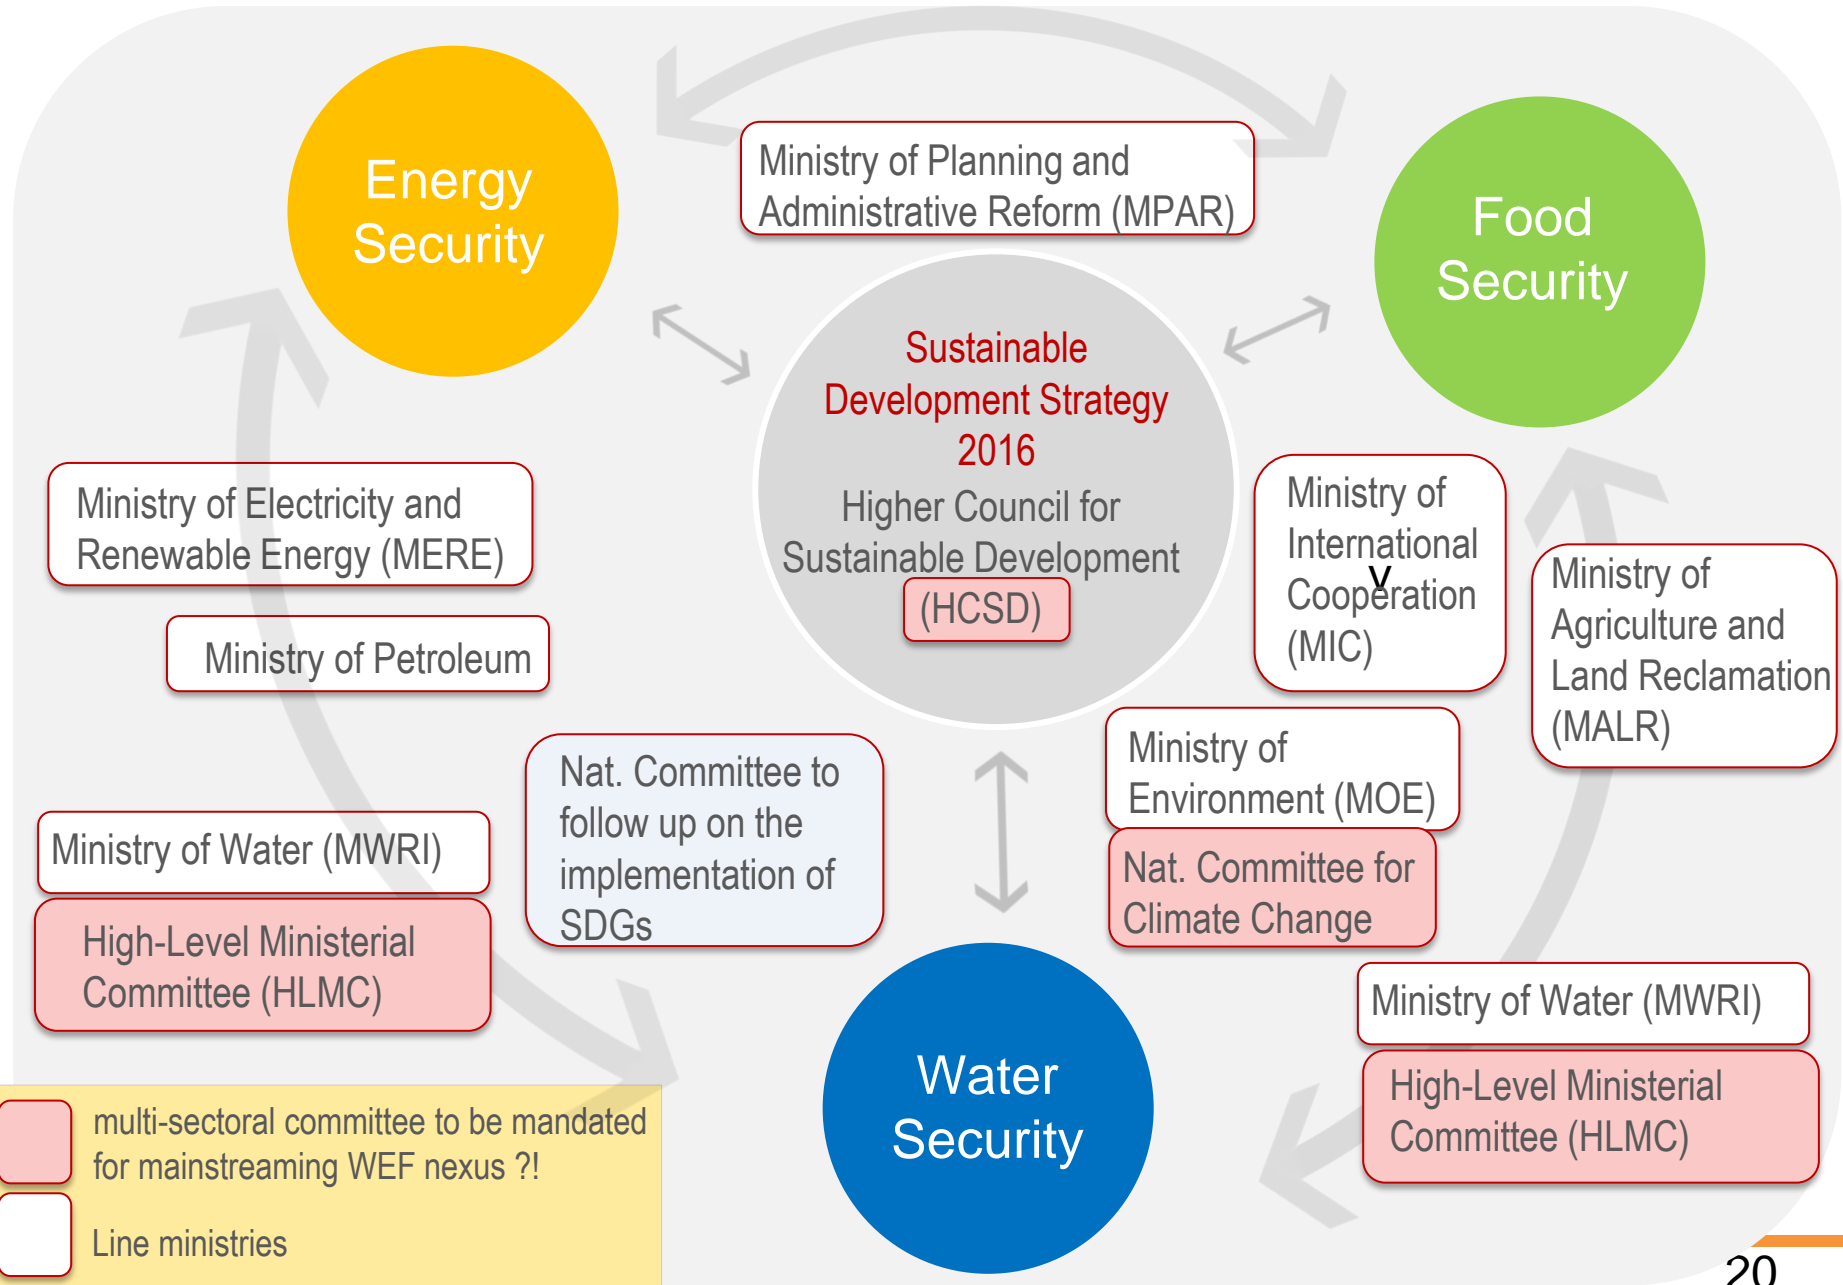 Energy
Security
Ministry of Planning and
Administrative Reform (MPAR)
Food
Security
Sustainable
Development Strategy
2016
Higher Council for
Sustainable Development
(HCSD)
Ministry of Electricity and
Renewable Energy (MERE)
Ministry of Petroleum
Ministry of
International
Cooperation
(MIC)
v
Ministry of
Agriculture and
Land Reclamation
(MALR)
Nat. Committee to
follow up on the
implementation of
SDGs
Ministry of
Environment (MOE)
Nat. Committee for
Climate Change
Ministry of Water (MWRI)
High-Level Ministerial
Committee (HLMC)
Ministry of Water (MWRI)
High-Level Ministerial
Committee (HLMC)
Water
Security
multi-sectoral committee to be mandated
for mainstreaming WEF nexus ?!
Line ministries
20